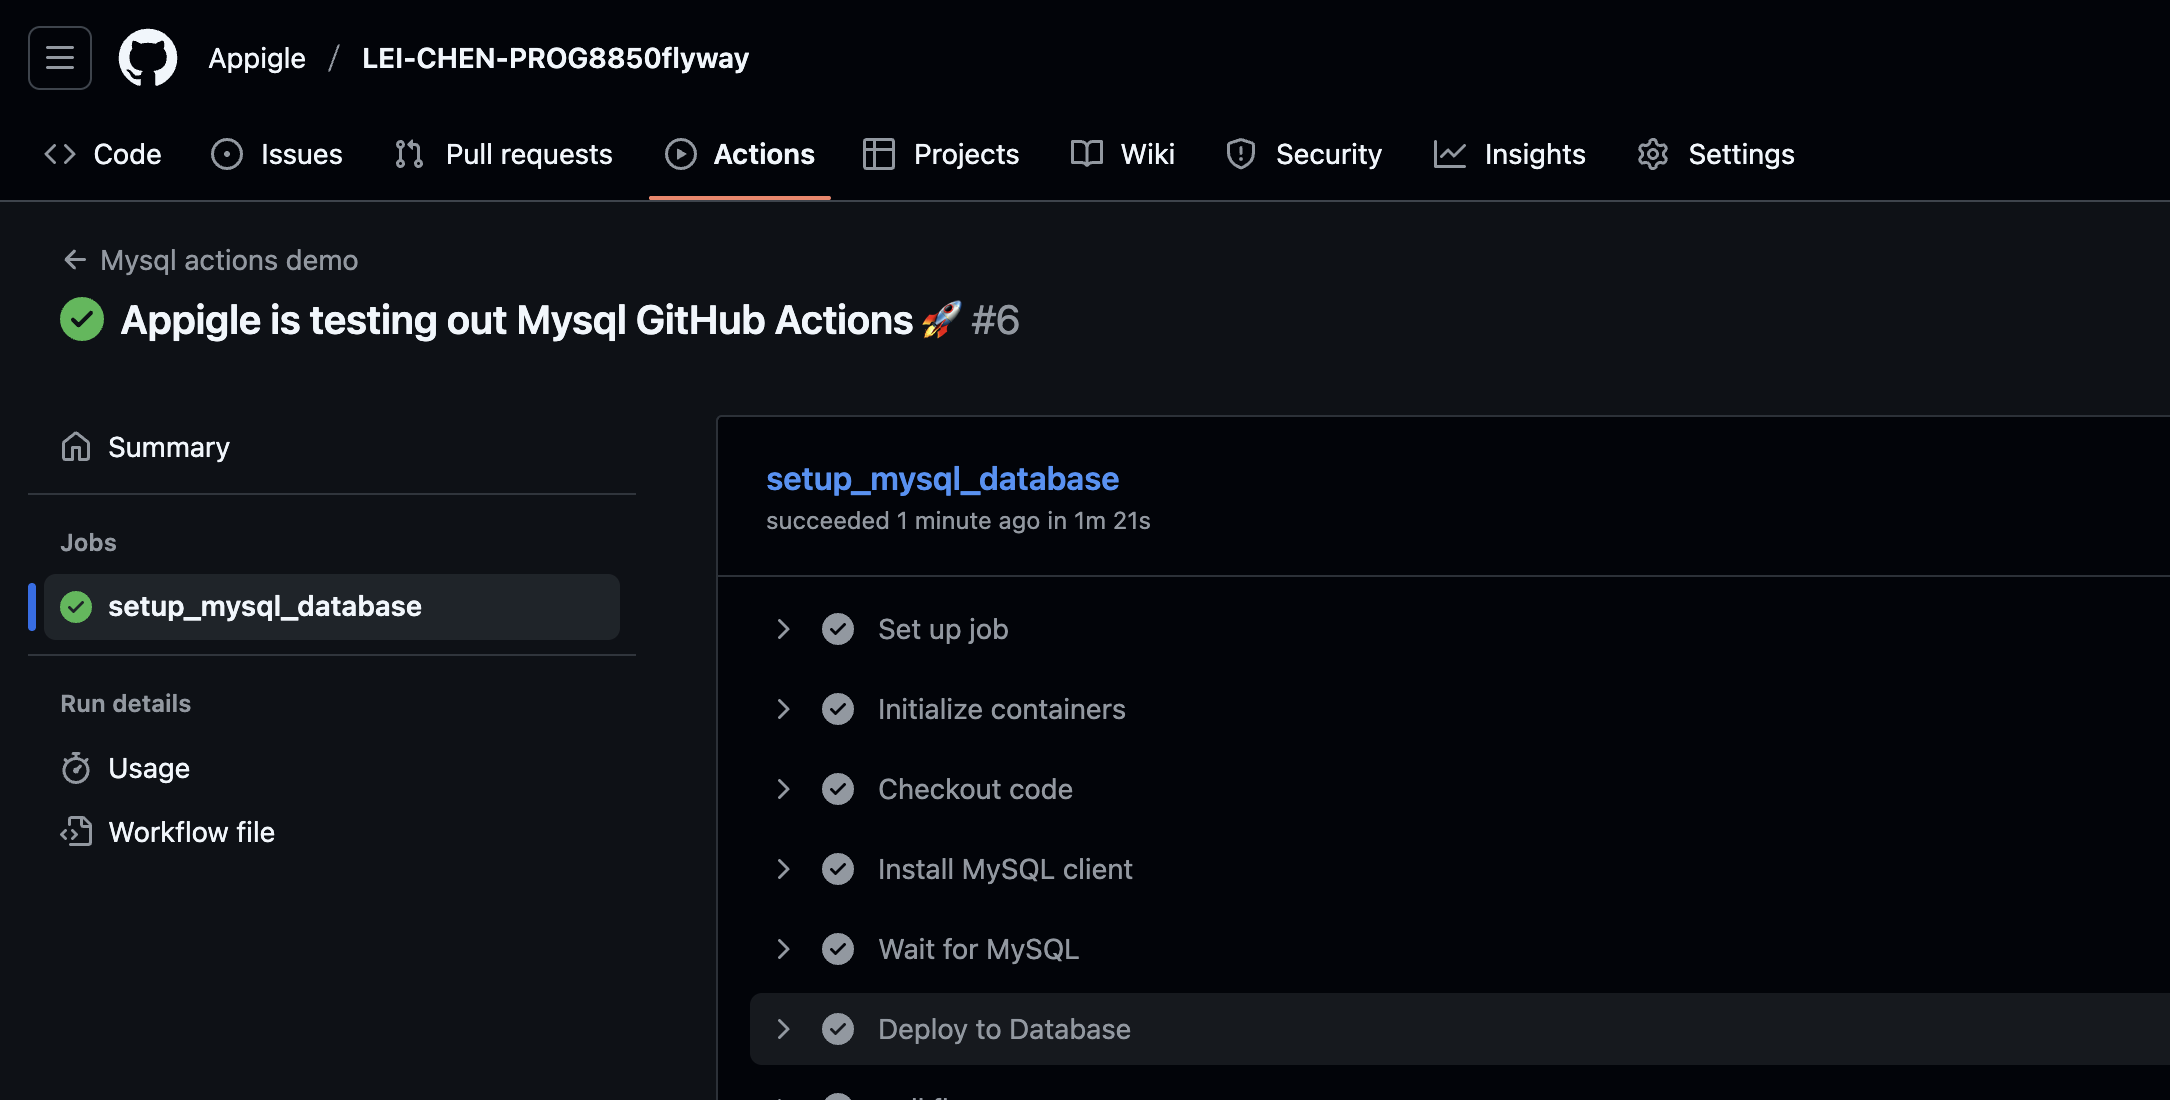 Appigle / LEI-CHEN-PROG8850flyway
Code Issues Pull requests Actions Projects Wiki Security Insights Settings
Mysql actions demo
Appigle is testing out Mysql GitHub Actions 🚀 #6
Summary
Jobs
setup_mysql_database
Run details
Usage
Workflow file
setup_mysql_database
succeeded 1 minute ago in 1m 21s
Set up job
Initialize containers
Checkout code
Install MySQL client
Wait for MySQL
Deploy to Database